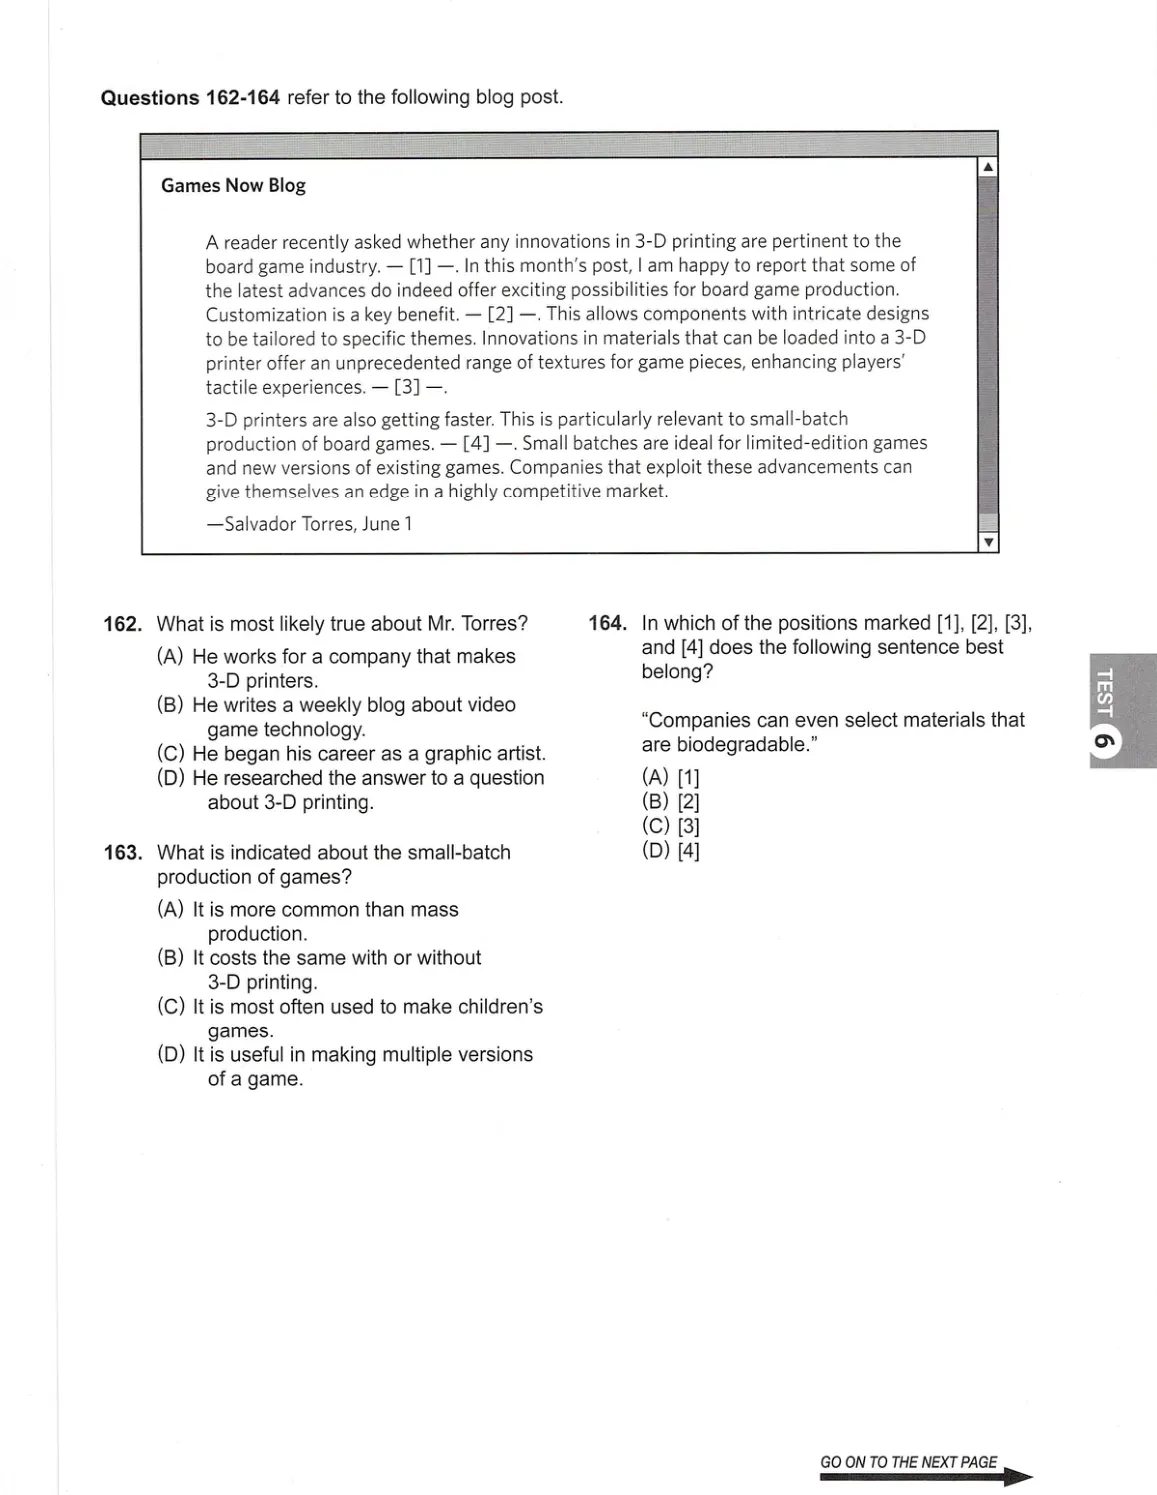 Questions 162-164 refer to the following blog post.
Games Now Blog
A reader recently asked whether any innovations in 3-D printing are pertinent to the
board game industry. — [1] —. In this month's post, I am happy to report that some of
the latest advances do indeed offer exciting possibilities for board game production.
Customization is a key benefit. — [2] —. This allows components with intricate designs
to be tailored to specific themes. Innovations in materials that can be loaded into a 3-D
printer offer an unprecedented range of textures for game pieces, enhancing players'
tactile experiences. — [3] —.
3-D printers are also getting faster. This is particularly relevant to small-batch
production of board games. — [4] —. Small batches are ideal for limited-edition games
and new versions of existing games. Companies that exploit these advancements can
give themselves an edge in a highly competitive market.
—Salvador Torres, June 1
162. What is most likely true about Mr. Torres?
(A) He works for a company that makes
3-D printers.
(B) He writes a weekly blog about video
game technology.
(C) He began his career as a graphic artist.
(D) He researched the answer to a question
about 3-D printing.
163. What is indicated about the small-batch
production of games?
(A) It is more common than mass
production.
(B) It costs the same with or without
3-D printing.
(C) It is most often used to make children's
games.
(D) It is useful in making multiple versions
of a game.
164. In which of the positions marked [1], [2], [3],
and [4] does the following sentence best
belong?
“Companies can even select materials that
are biodegradable.”
(A) [1]
(B) [2]
(C) [3]
(D) [4]
TEST 6
GO ON TO THE NEXT PAGE